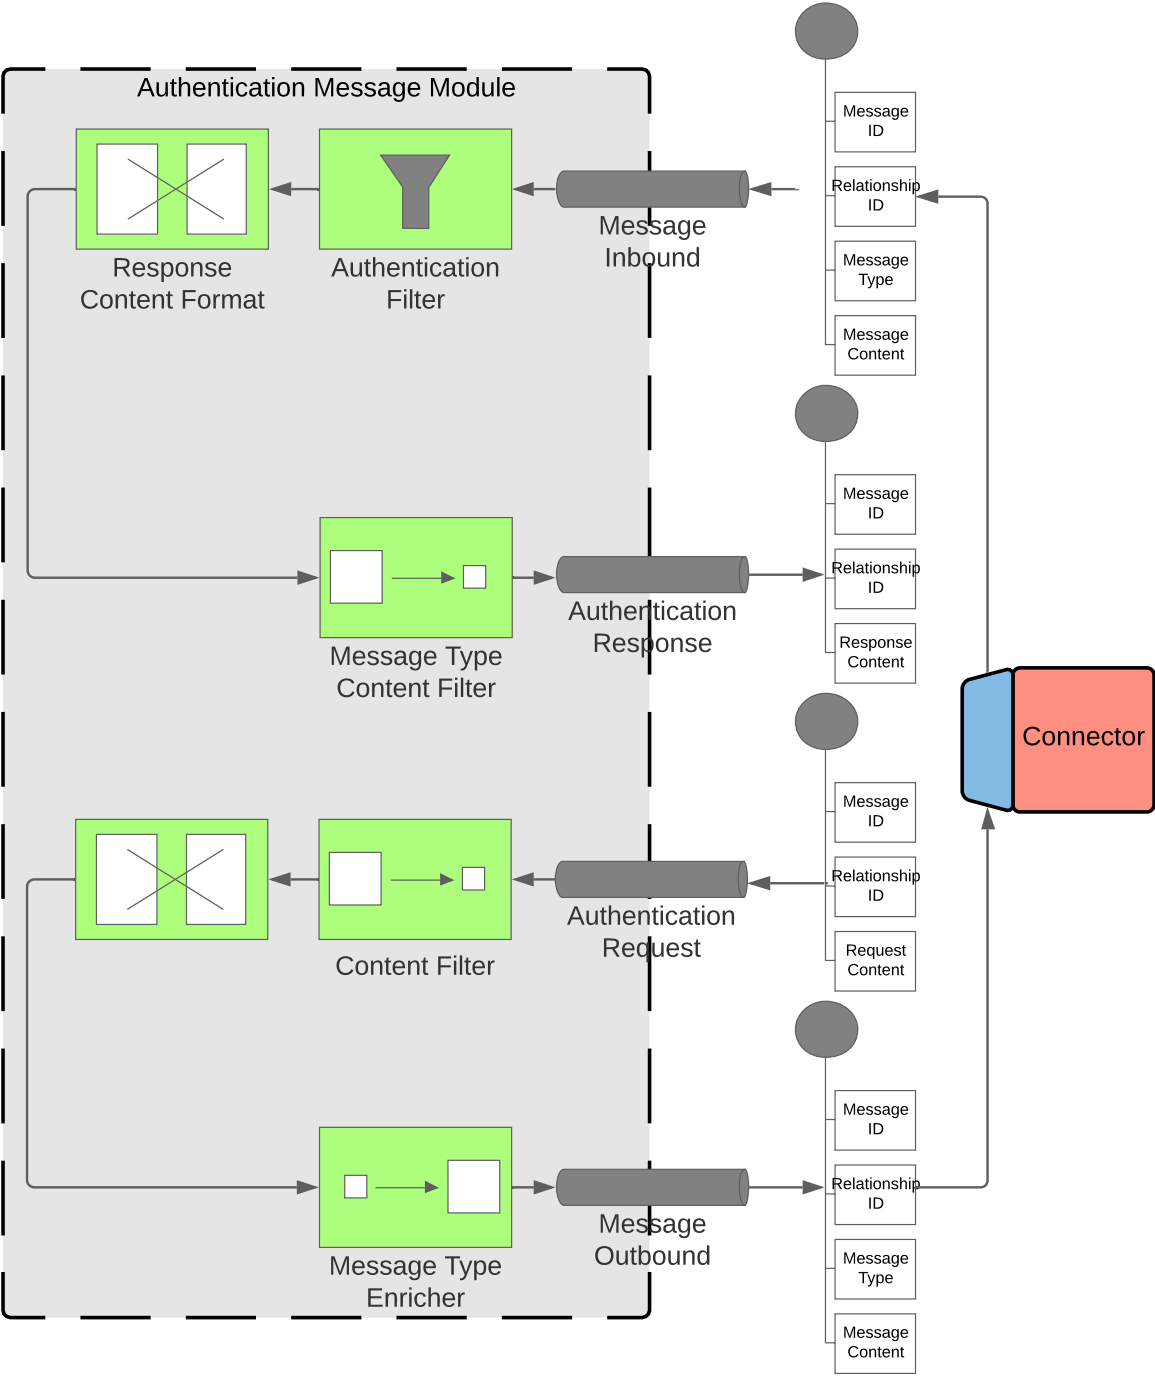 Authentication Message Module
Response
Content Format
Authentication
Filter
Message
Inbound
Message
ID
Relationship
ID
Message
Type
Message
Content
Message Type
Content Filter
Authentication
Response
Message
ID
Relationship
ID
Response
Content
Connector
Content Filter
Authentication
Request
Message
ID
Relationship
ID
Request
Content
Message Type
Enricher
Message
Outbound
Message
ID
Relationship
ID
Message
Type
Message
Content